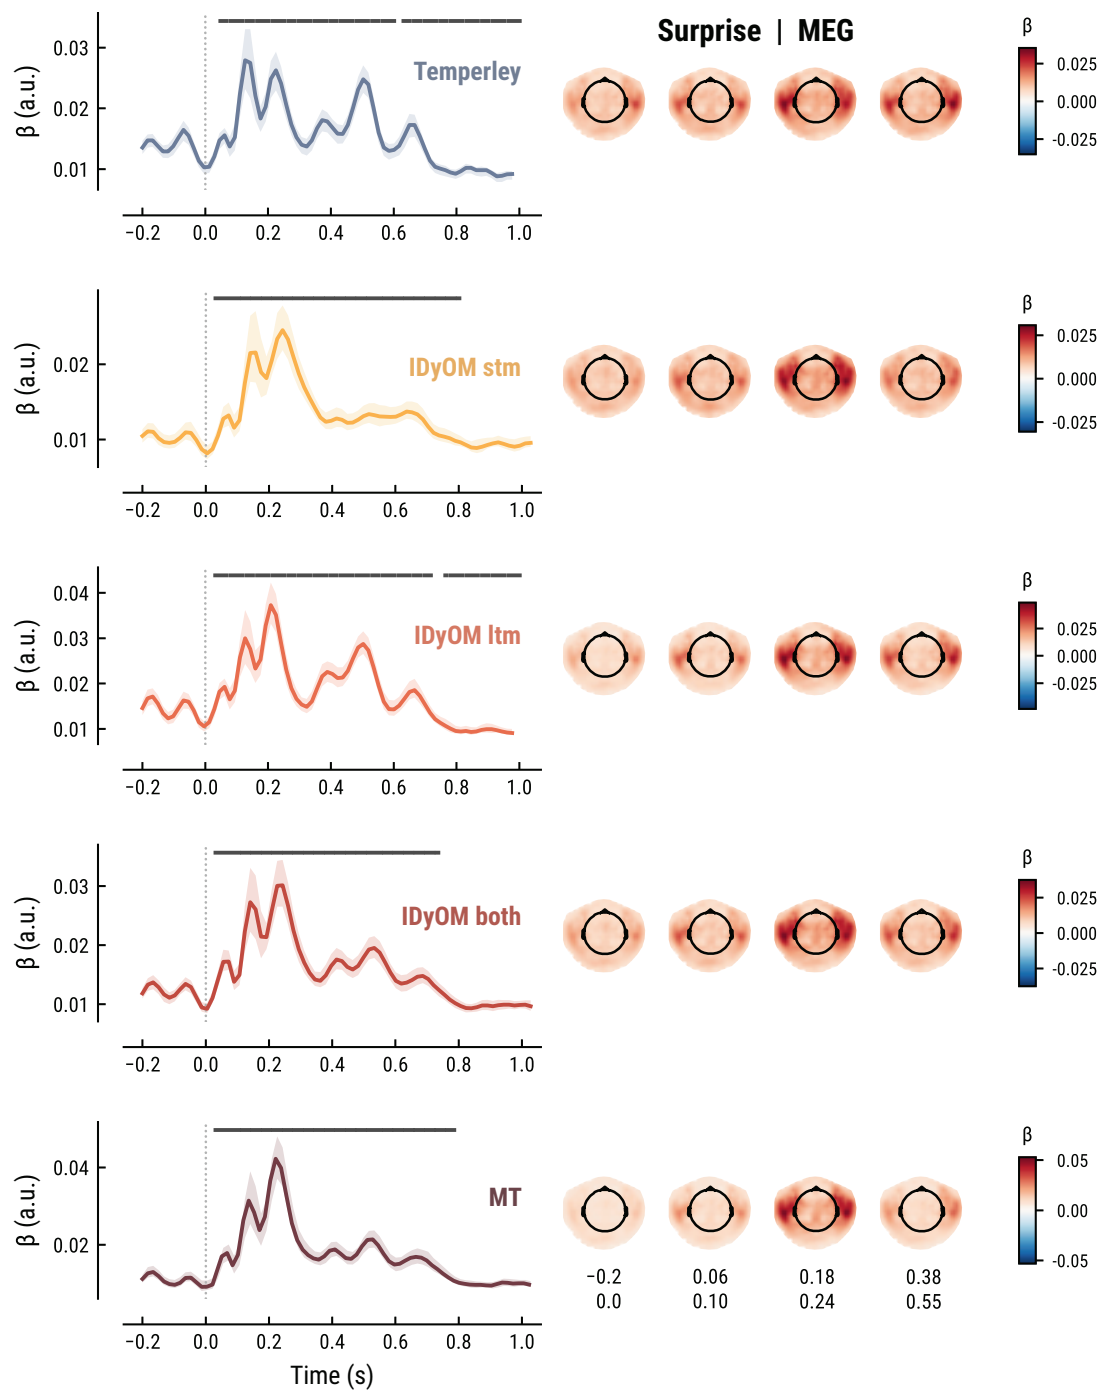 Surprise | MEG
β (a.u.)
0.03
0.02
0.01
Temperley
−0.2 0.0 0.2 0.4 0.6 0.8 1.0
β
0.025
0.000
-0.025
β (a.u.)
0.02
0.01
IDyOM stm
−0.2 0.0 0.2 0.4 0.6 0.8 1.0
β
0.025
0.000
-0.025
β (a.u.)
0.04
0.03
0.02
0.01
IDyOM ltm
−0.2 0.0 0.2 0.4 0.6 0.8 1.0
β
0.025
0.000
-0.025
β (a.u.)
0.03
0.02
0.01
IDyOM both
−0.2 0.0 0.2 0.4 0.6 0.8 1.0
β
0.025
0.000
-0.025
β (a.u.)
0.04
0.02
MT
−0.2 0.0 0.2 0.4 0.6 0.8 1.0
Time (s)
β
0.05
0.00
-0.05
−0.2 0.06 0.18 0.38
0.0 0.10 0.24 0.55